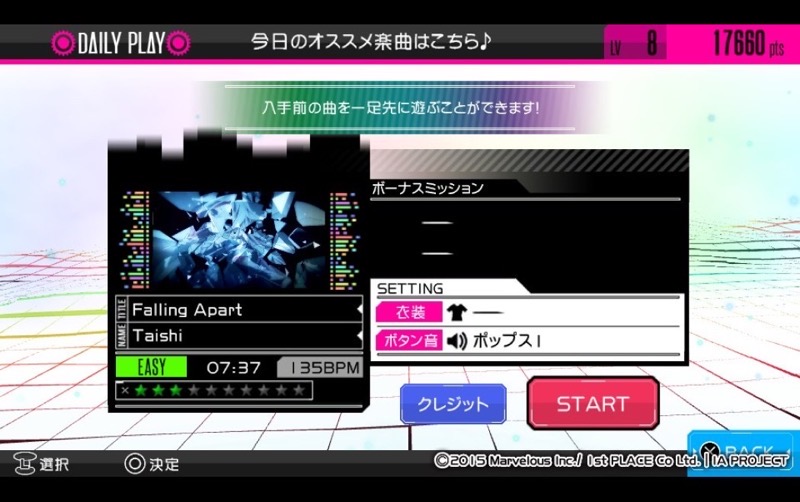 DAILY PLAY
今日のオススメ楽曲はこちら♪
LV 8
17660 pts
入手前の曲を一足先に遊ぶことができます!
ボーナスミッション
SETTING
衣装
ボタン音 ポップス1
TITLE Falling Apart
NAME Taishi
EASY 07:37 135BPM
クレジット
START
BACK
選択
決定
©2015 Marvelous Inc./ 1st PLACE Co Ltd. | IA PROJECT